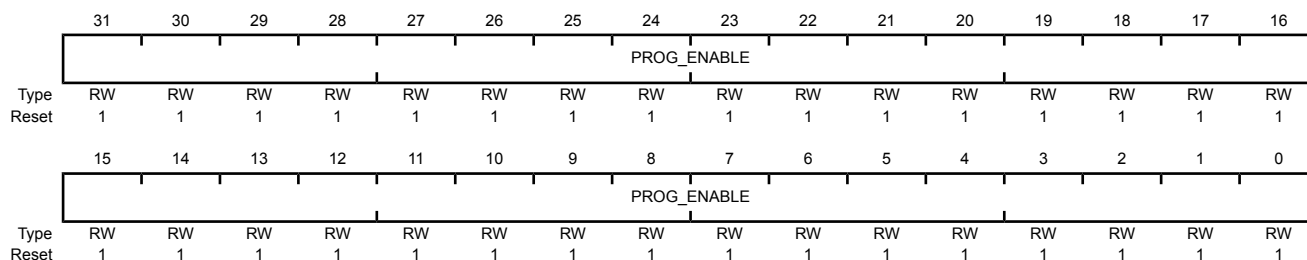 31 30 29 28 27 26 25 24 23 22 21 20 19 18 17 16
PROG_ENABLE
Type RW RW RW RW RW RW RW RW RW RW RW RW RW RW RW RW
Reset 1 1 1 1 1 1 1 1 1 1 1 1 1 1 1 1
15 14 13 12 11 10 9 8 7 6 5 4 3 2 1 0
PROG_ENABLE
Type RW RW RW RW RW RW RW RW RW RW RW RW RW RW RW RW
Reset 1 1 1 1 1 1 1 1 1 1 1 1 1 1 1 1